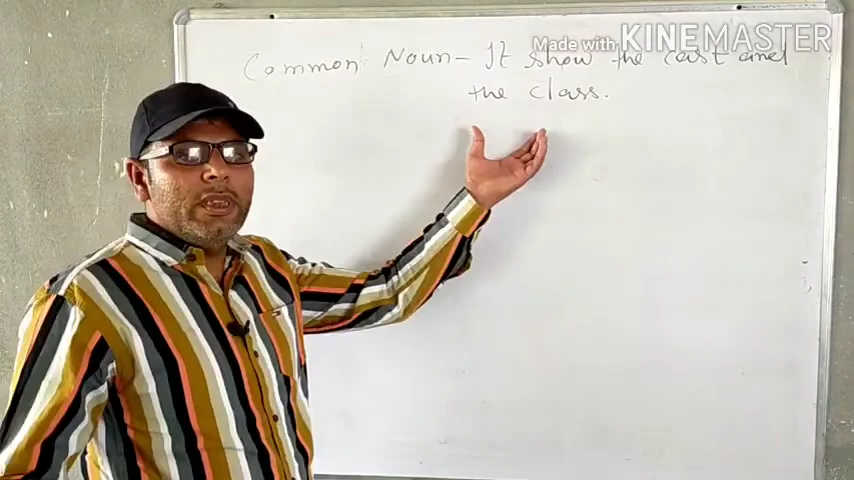 Common Noun - It show the cast and
the class.
Made with KINEMASTER